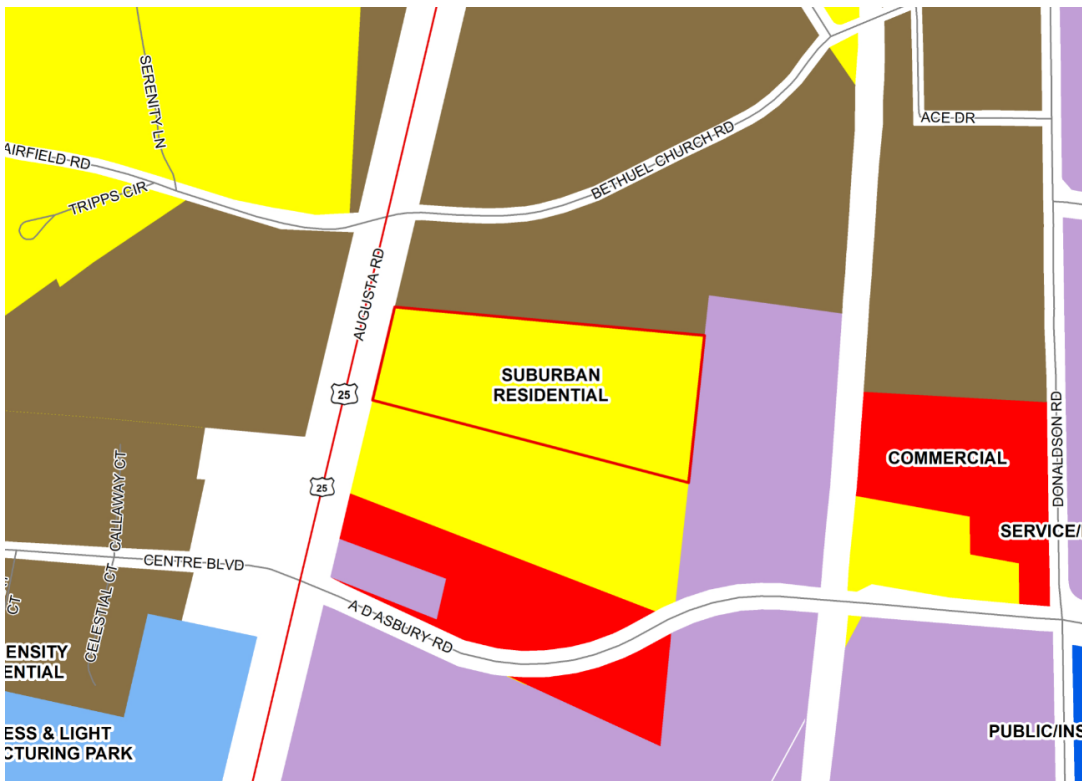 SERENITY LN
ACE DR
AIRFIELD RD
BETHUEL CHURCH RD
TRIPPS CIR
AUGUSTA RD
SUBURBAN
RESIDENTIAL
25
DONALDSON RD
COMMERCIAL
25
CALLAWAY CT
SERVICE/
CENTRE BLVD
CT
CELESTIAL CT
A D ASBURY RD
ENSITY
ENTIAL
ESS & LIGHT
CTURING PARK
PUBLIC/INS